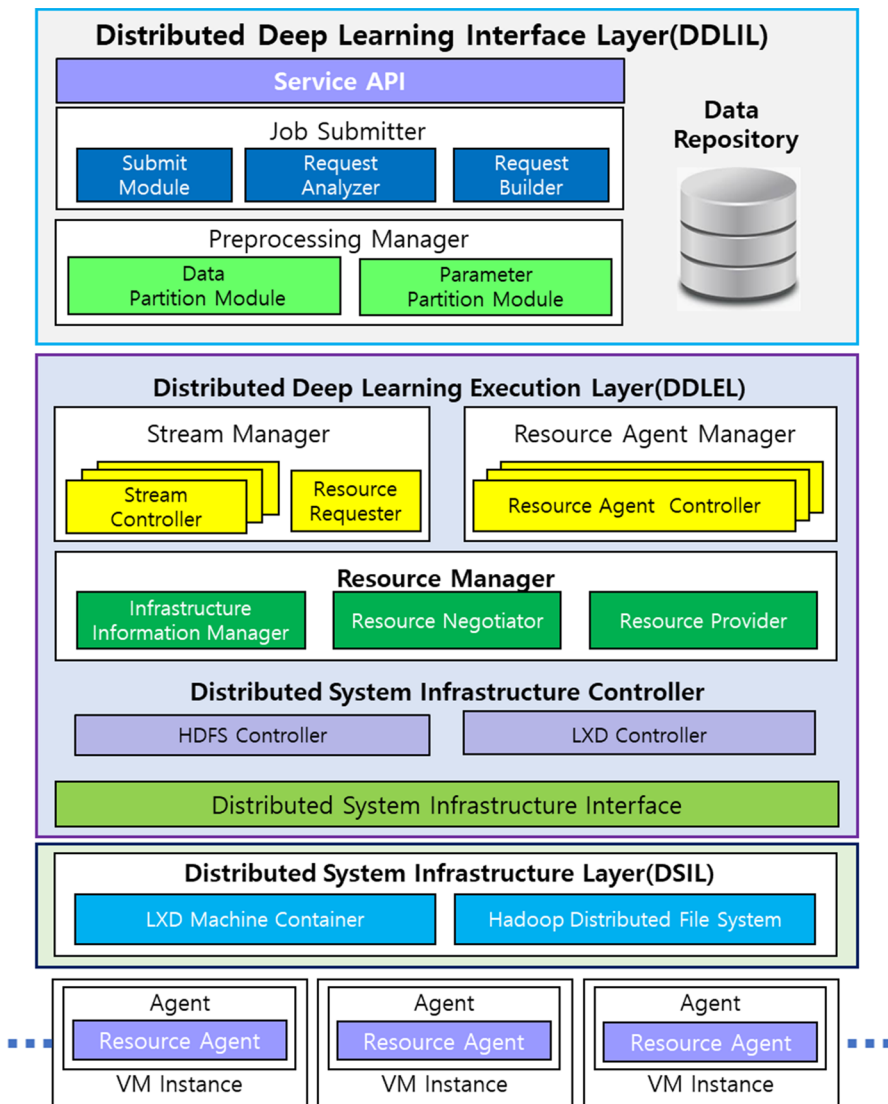 Distributed Deep Learning Interface Layer(DDLIL)
Service API
Data
Repository
Job Submitter
Submit
Module
Request
Analyzer
Request
Builder
Preprocessing Manager
Data
Partition Module
Parameter
Partition Module
Distributed Deep Learning Execution Layer(DDLEL)
Stream Manager
Stream
Controller
Resource
Requester
Resource Agent Manager
Resource Agent Controller
Resource Manager
Infrastructure
Information Manager
Resource Negotiator
Resource Provider
Distributed System Infrastructure Controller
HDFS Controller
LXD Controller
Distributed System Infrastructure Interface
Distributed System Infrastructure Layer(DSIL)
LXD Machine Container
Hadoop Distributed File System
Agent
Resource Agent
VM Instance
Agent
Resource Agent
VM Instance
Agent
Resource Agent
VM Instance